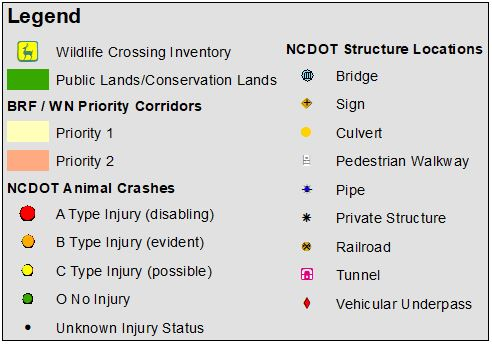 Legend
Wildlife Crossing Inventory
Public Lands/Conservation Lands
BRF / WN Priority Corridors
Priority 1
Priority 2
NCDOT Animal Crashes
A Type Injury (disabling)
B Type Injury (evident)
C Type Injury (possible)
O No Injury
Unknown Injury Status
NCDOT Structure Locations
Bridge
Sign
Culvert
Pedestrian Walkway
Pipe
Private Structure
Railroad
Tunnel
Vehicular Underpass